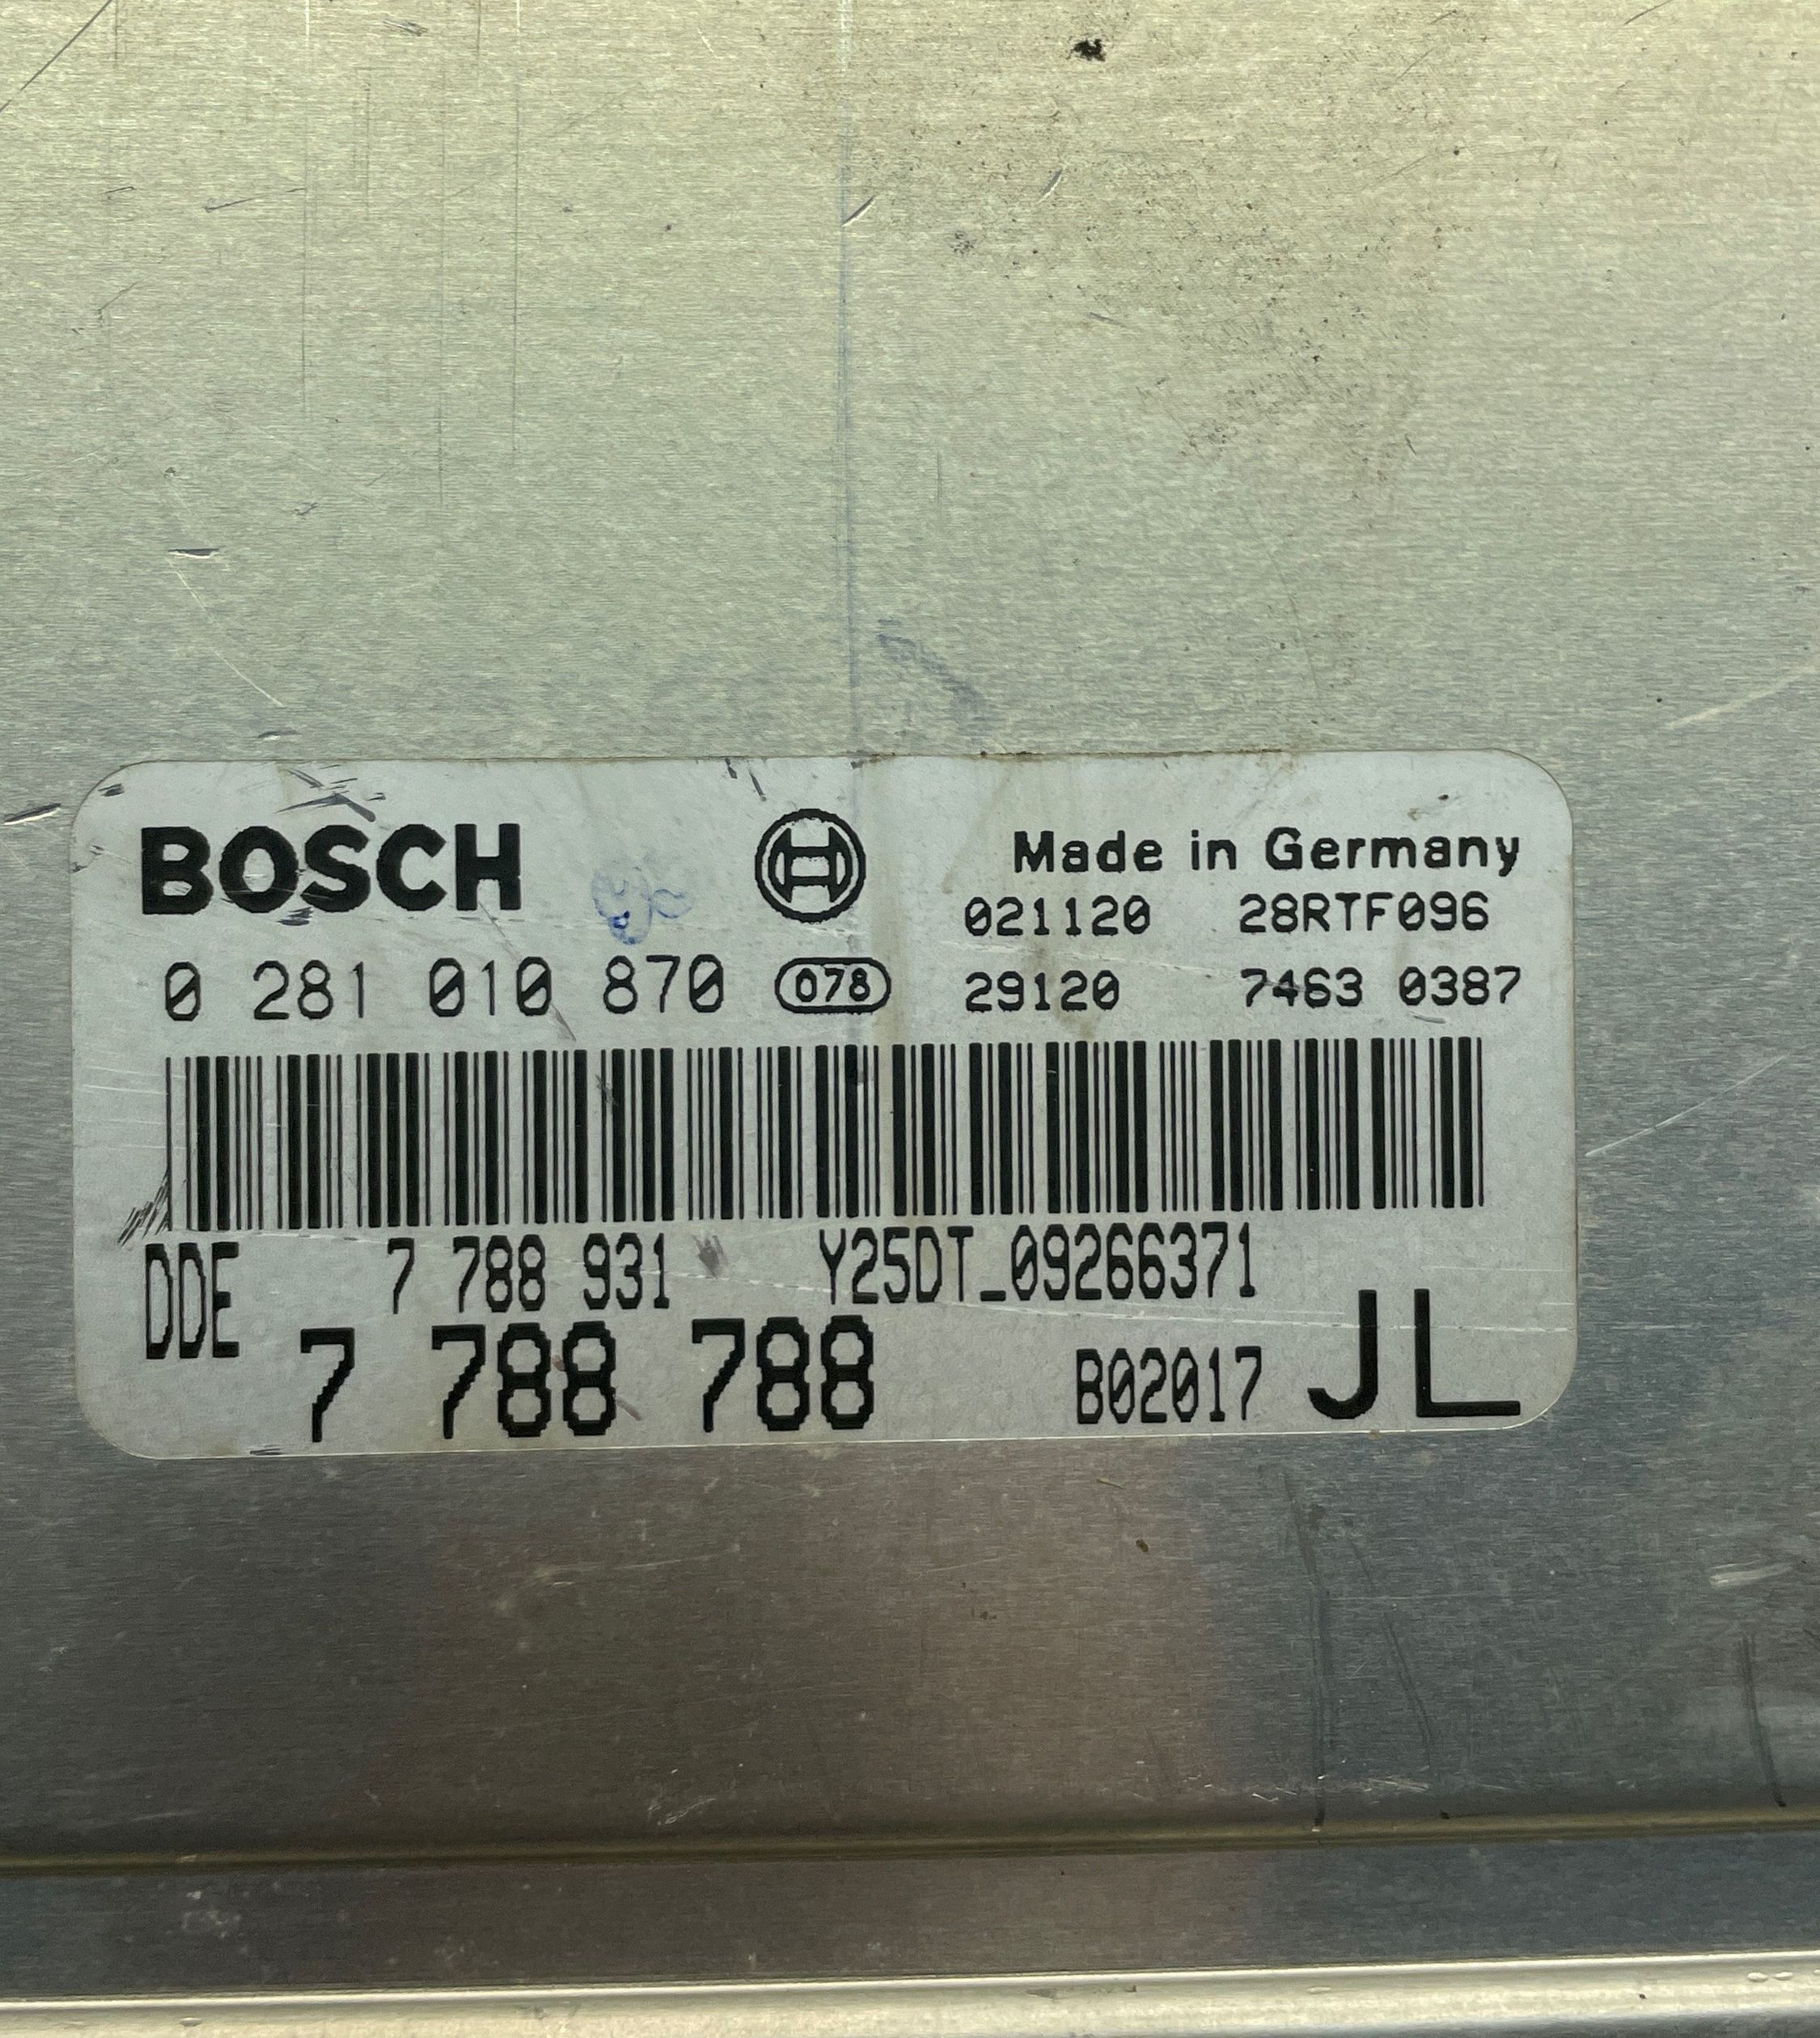 BOSCH
Made in Germany
021120 28RTF096
0 281 010 870 078 29120 7463 0387
DDE 7 788 931 Y25DT_09266371
7 788 788 B02017 JL